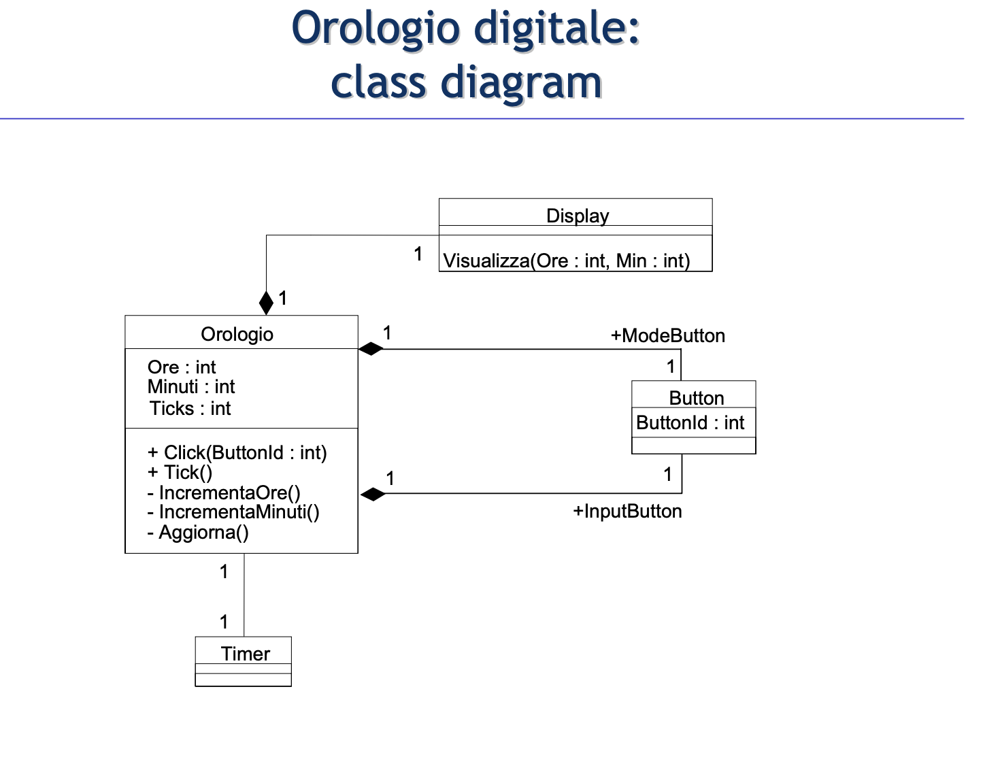 Orologio digitale:
class diagram
Display
1
Visualizza(Ore : int, Min : int)
1
Orologio
1
+ModeButton
Ore : int
1
Minuti : int
Button
Ticks : int
ButtonId : int
+ Click(ButtonId : int)
+ Tick()
1
1
- IncrementaOre()
- IncrementaMinuti()
+InputButton
- Aggiorna()
1
1
Timer